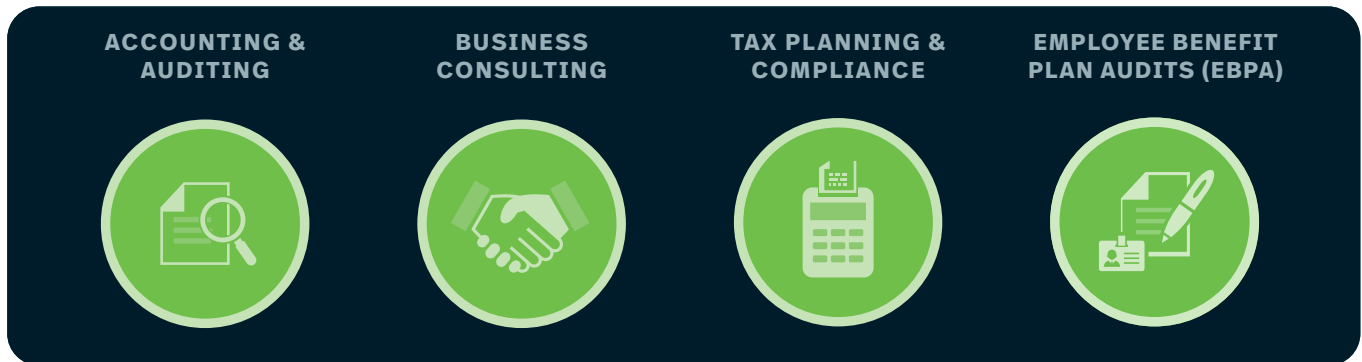 ACCOUNTING &
AUDITING
BUSINESS
CONSULTING
TAX PLANNING &
COMPLIANCE
EMPLOYEE BENEFIT
PLAN AUDITS (EBPA)